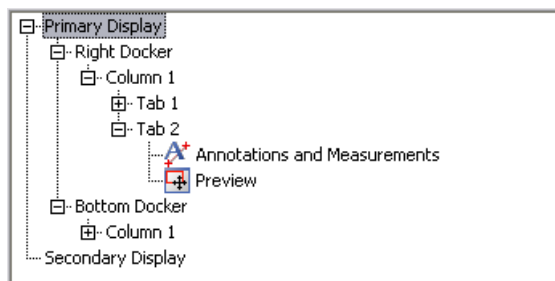 Primary Display
Right Docker
Column 1
Tab 1
Tab 2
Annotations and Measurements
Preview
Bottom Docker
Column 1
Secondary Display